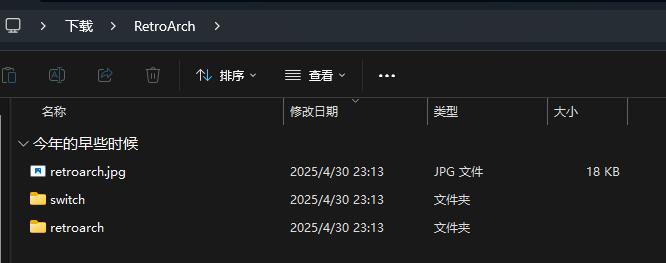 下载 RetroArch
排序 查看
名称 修改日期 类型 大小
今年的早些时候
retroarch.jpg 2025/4/30 23:13 JPG 文件 18 KB
switch 2025/4/30 23:13 文件夹
retroarch 2025/4/30 23:13 文件夹